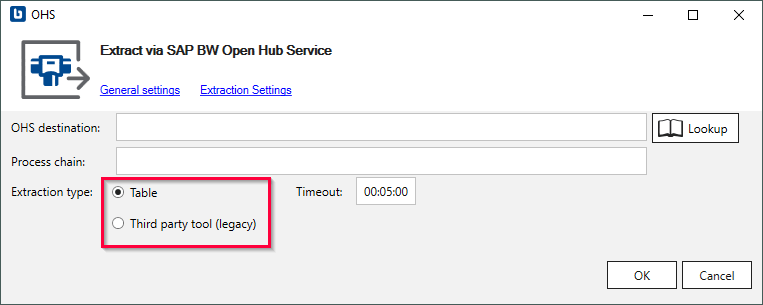 OHS
Extract via SAP BW Open Hub Service
General settings Extraction Settings
OHS destination: Lookup
Process chain:
Extraction type: Table Timeout: 00:05:00
Third party tool (legacy)
OK Cancel